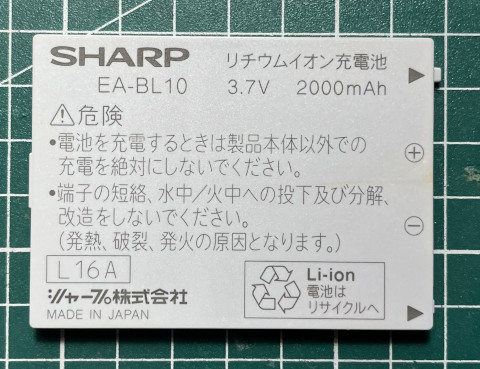 SHARP リチウムイオン充電池
EA-BL10 3.7V 2000mAh
⚠危険
•電池を充電するときは製品本体以外での
充電を絶対にしないでください。
•端子の短絡、水中/火中への投下及び分解、
改造をしないでください。
(発熱、破裂、発火の原因となります。)
L16A
シャープ株式会社
MADE IN JAPAN
Li-ion
電池は
リサイクルへ